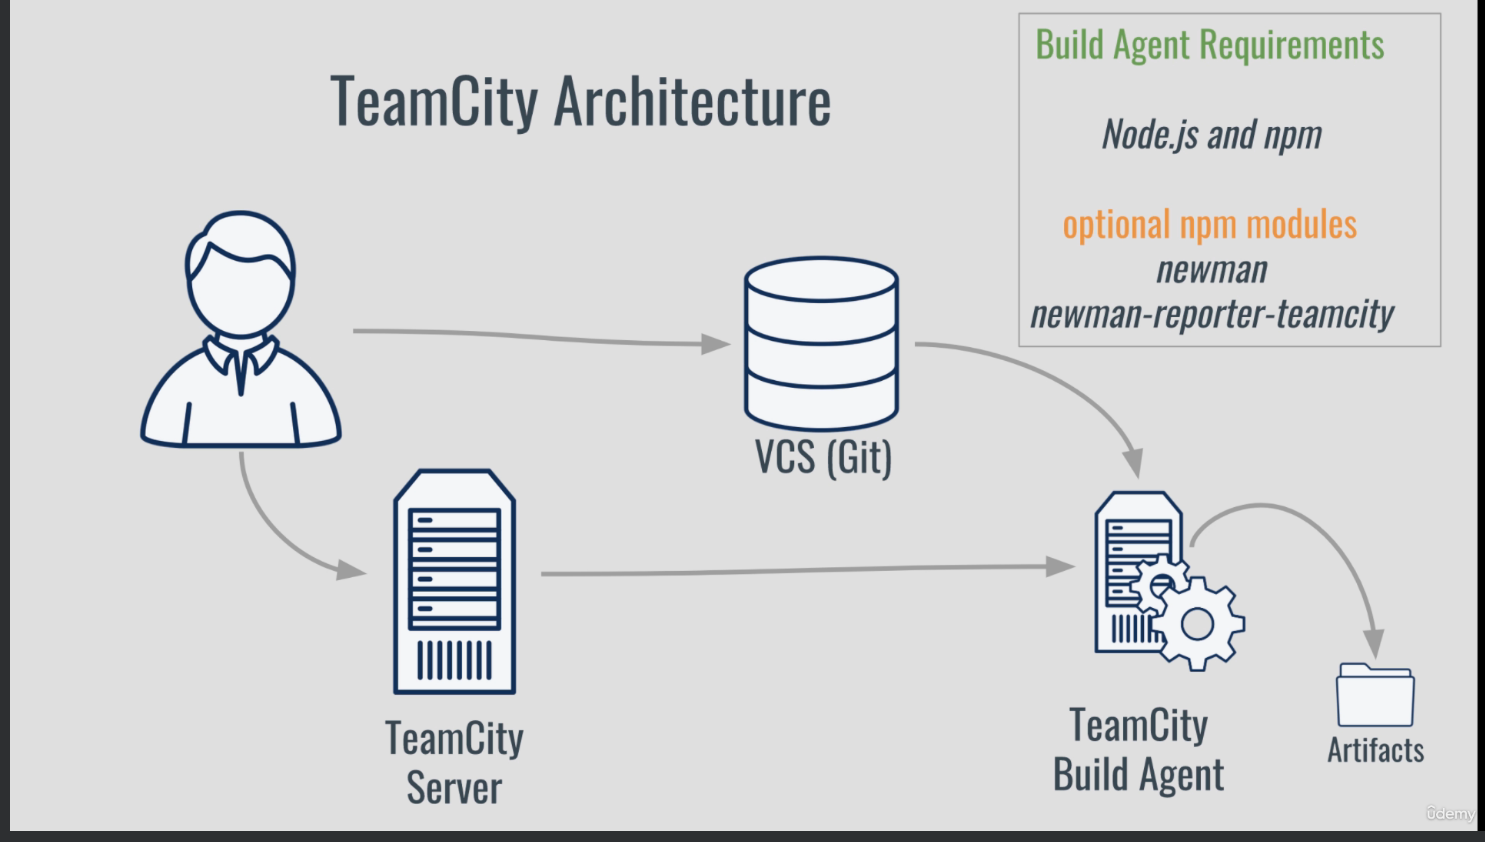 TeamCity Architecture
Build Agent Requirements
Node.js and npm
optional npm modules
newman
newman-reporter-teamcity
VCS (Git)
TeamCity
Server
TeamCity
Build Agent
Artifacts
ûdemy